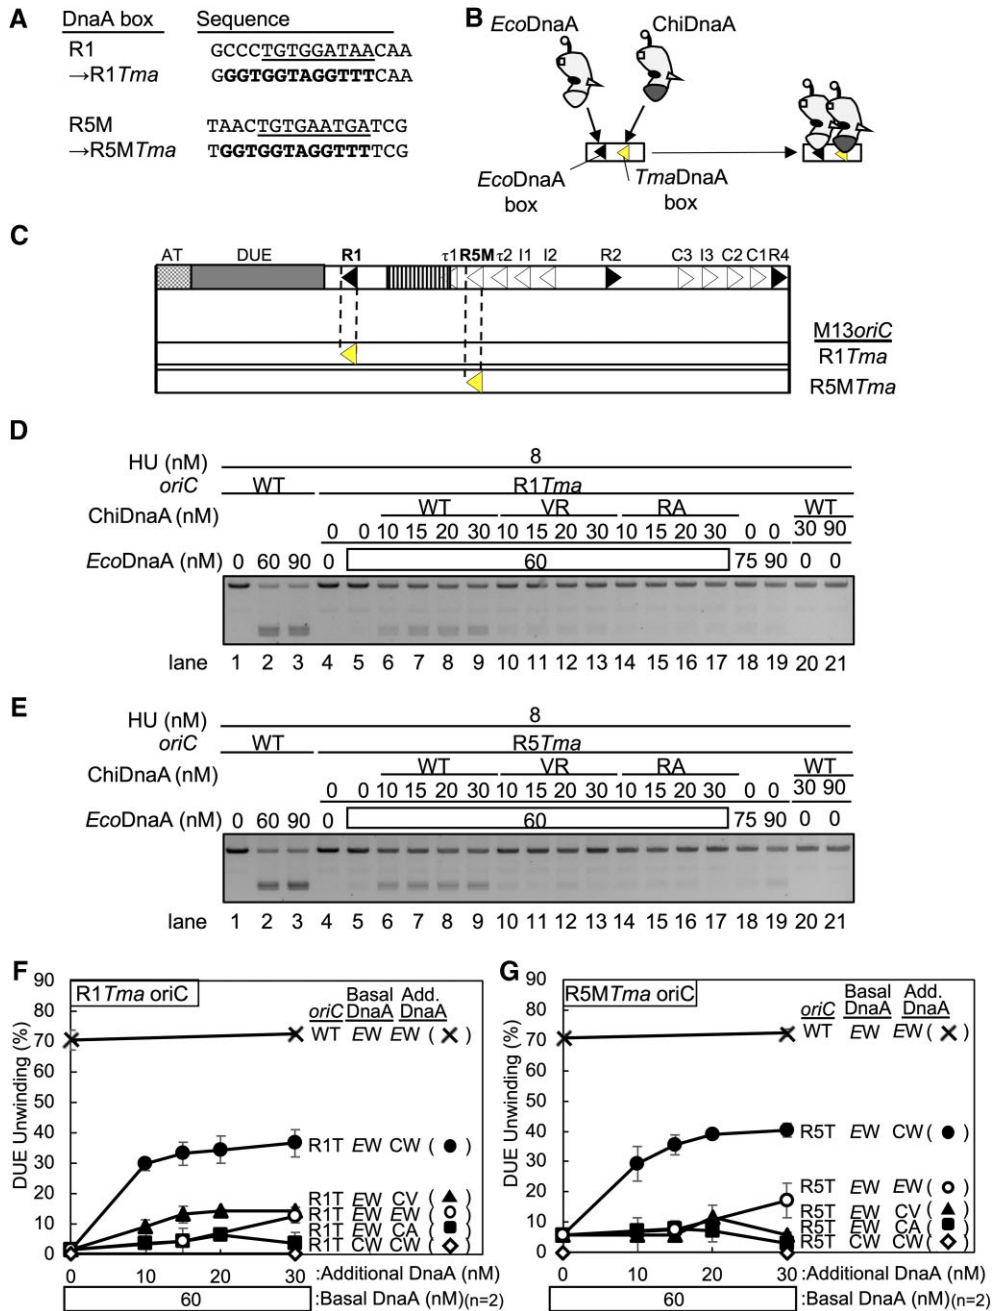 A
DnaA box Sequence
R1 GCCCTGTGGATAACAA
→R1Tma GGGTGGTAGGTTTCAA
R5M TAACTGTGAATGATCG
→R5MTma TGGTGGTAGGTTTTCG
B
EcoDnaA ChiDnaA
EcoDnaA box
TmaDnaA box
C
AT DUE R1 τ1 R5M τ2 I1 I2 R2 C3 I3 C2 C1 R4
M13oriC
R1Tma
R5MTma
D
HU (nM) 8
oriC WT R1Tma
ChiDnaA (nM) WT VR RA WT
0 0 10 15 20 30 10 15 20 30 10 15 20 30 0 0 30 90
EcoDnaA (nM) 0 60 90 0 60 75 90 0 0
lane 1 2 3 4 5 6 7 8 9 10 11 12 13 14 15 16 17 18 19 20 21
E
HU (nM) 8
oriC WT R5Tma
ChiDnaA (nM) WT VR RA WT
0 0 10 15 20 30 10 15 20 30 10 15 20 30 0 0 30 90
EcoDnaA (nM) 0 60 90 0 60 75 90 0 0
lane 1 2 3 4 5 6 7 8 9 10 11 12 13 14 15 16 17 18 19 20 21
F
R1Tma oriC
DUE Unwinding (%)
90
80
70
60
50
40
30
20
10
0
Basal Add.
oriC DnaA DnaA
WT EW EW ( )
R1T EW CW ( )
R1T EW CV ( )
R1T EW EW ( )
R1T EW CA ( )
R1T CW CW ( )
0 10 20 30 :Additional DnaA (nM)
60 :Basal DnaA (nM)(n=2)
G
R5MTma oriC
DUE Unwinding (%)
90
80
70
60
50
40
30
20
10
0
Basal Add.
oriC DnaA DnaA
WT EW EW ( )
R5T EW CW ( )
R5T EW EW ( )
R5T EW CV ( )
R5T EW CA ( )
R5T CW CW ( )
0 10 20 30 :Additional DnaA (nM)
60 :Basal DnaA (nM)(n=2)